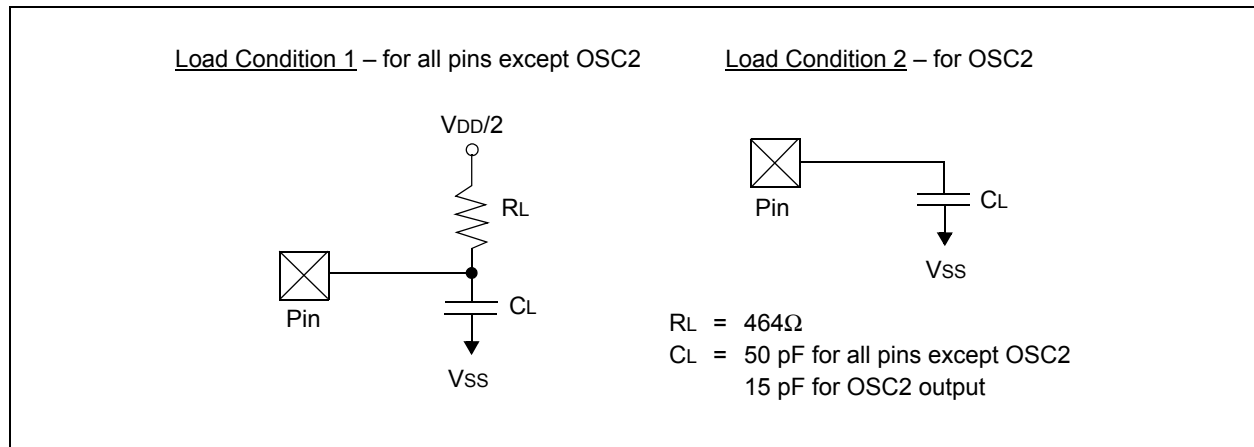 Load Condition 1 – for all pins except OSC2
VDD/2
RL
Pin
CL
VSS
Load Condition 2 – for OSC2
Pin
CL
VSS
RL = 464Ω
CL = 50 pF for all pins except OSC2
15 pF for OSC2 output